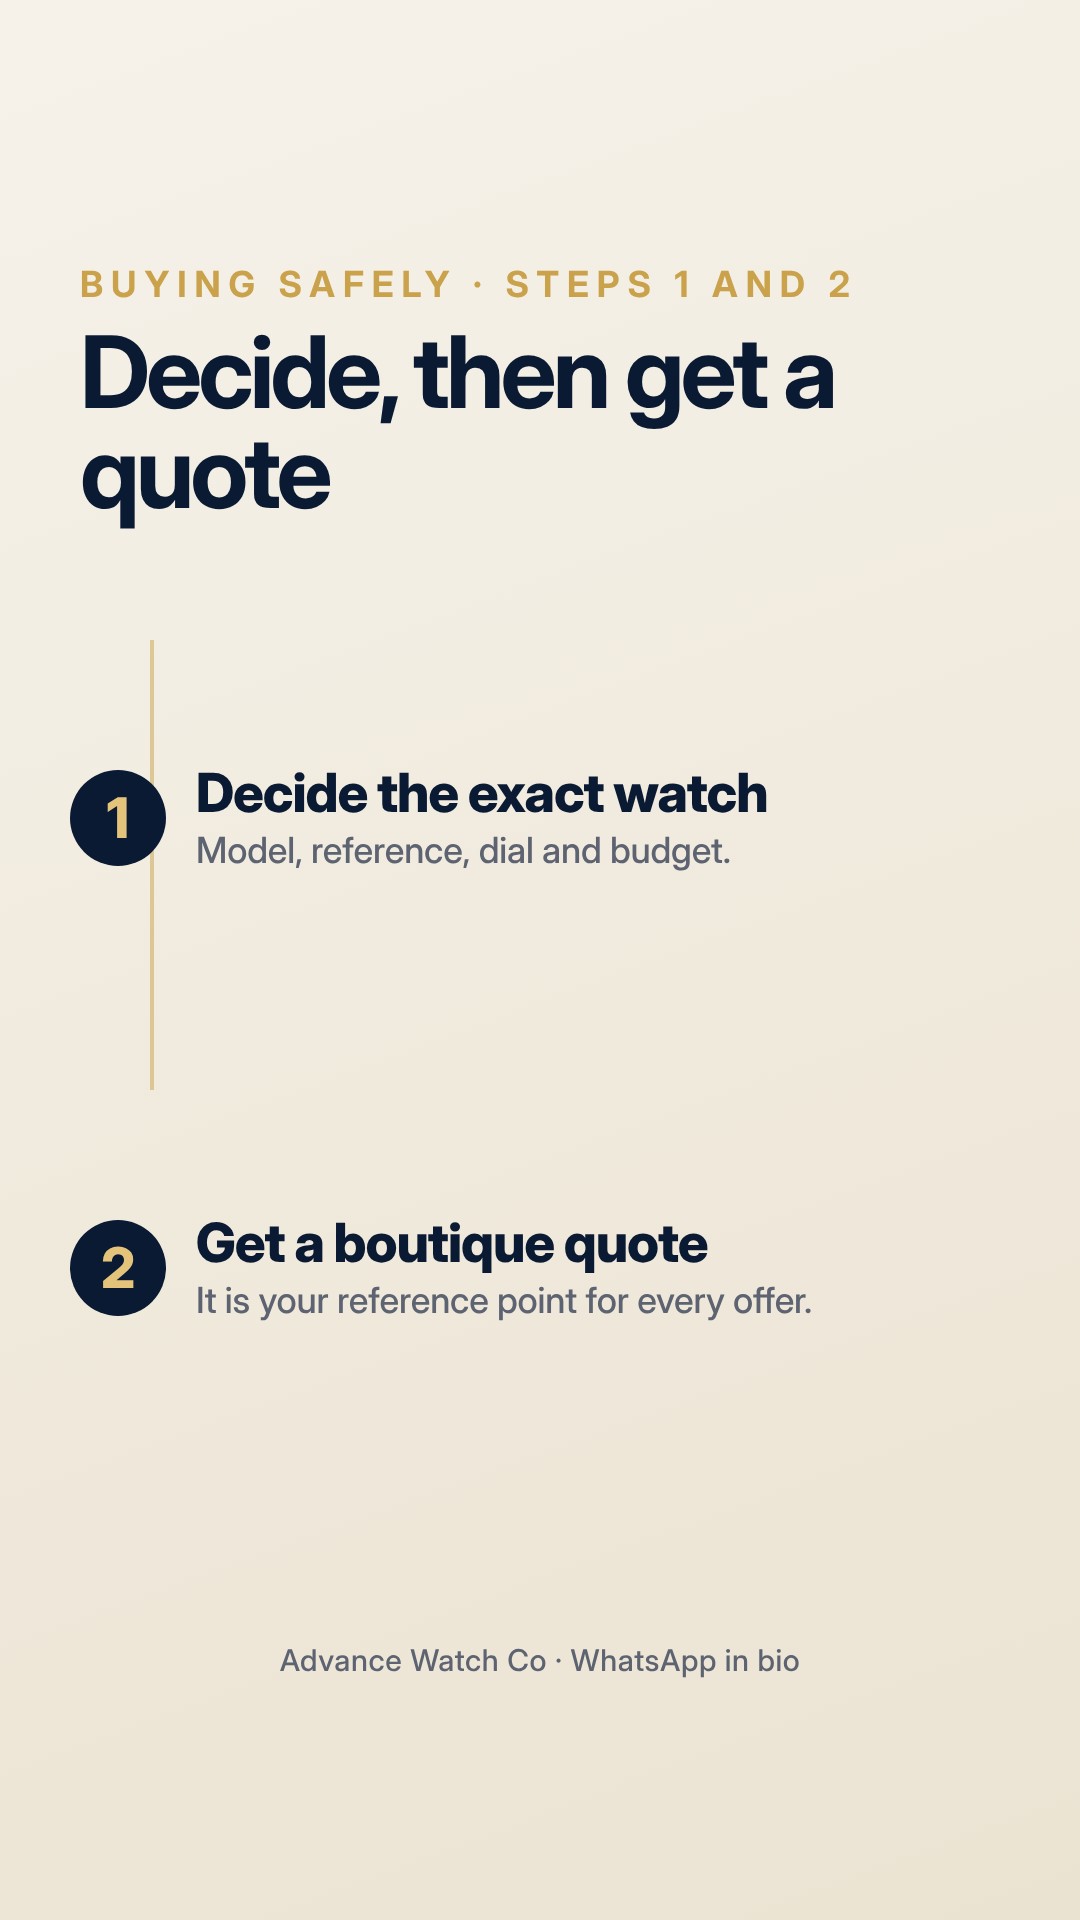 BUYING SAFELY · STEPS 1 AND 2
Decide, then get a
quote
1
Decide the exact watch
Model, reference, dial and budget.
2
Get a boutique quote
It is your reference point for every offer.
Advance Watch Co · WhatsApp in bio